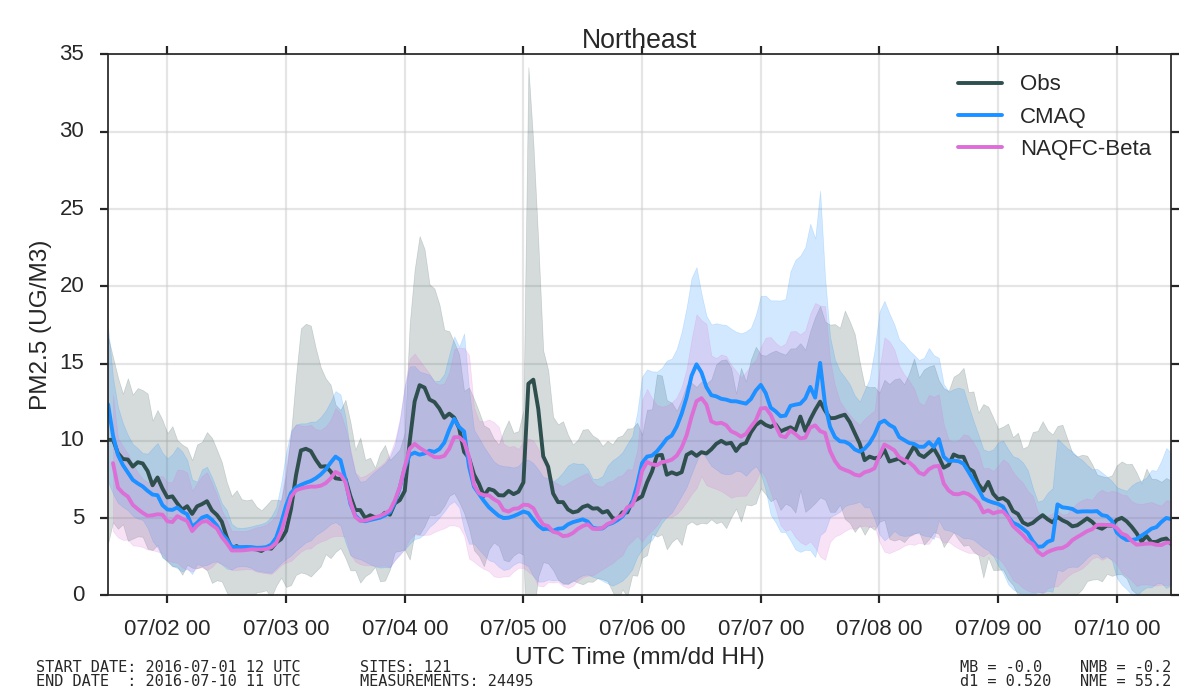 Northeast
35
30
25
20
15
10
5
0
PM2.5 (UG/M3)
Obs
CMAQ
NAQFC-Beta
07/02 00 07/03 00 07/04 00 07/05 00 07/06 00 07/07 00 07/08 00 07/09 00 07/10 00
UTC Time (mm/dd HH)
START DATE: 2016-07-01 12 UTC SITES: 121 MB = -0.0 NMB = -0.2
END DATE : 2016-07-10 11 UTC MEASUREMENTS: 24495 d1 = 0.520 NME = 55.2